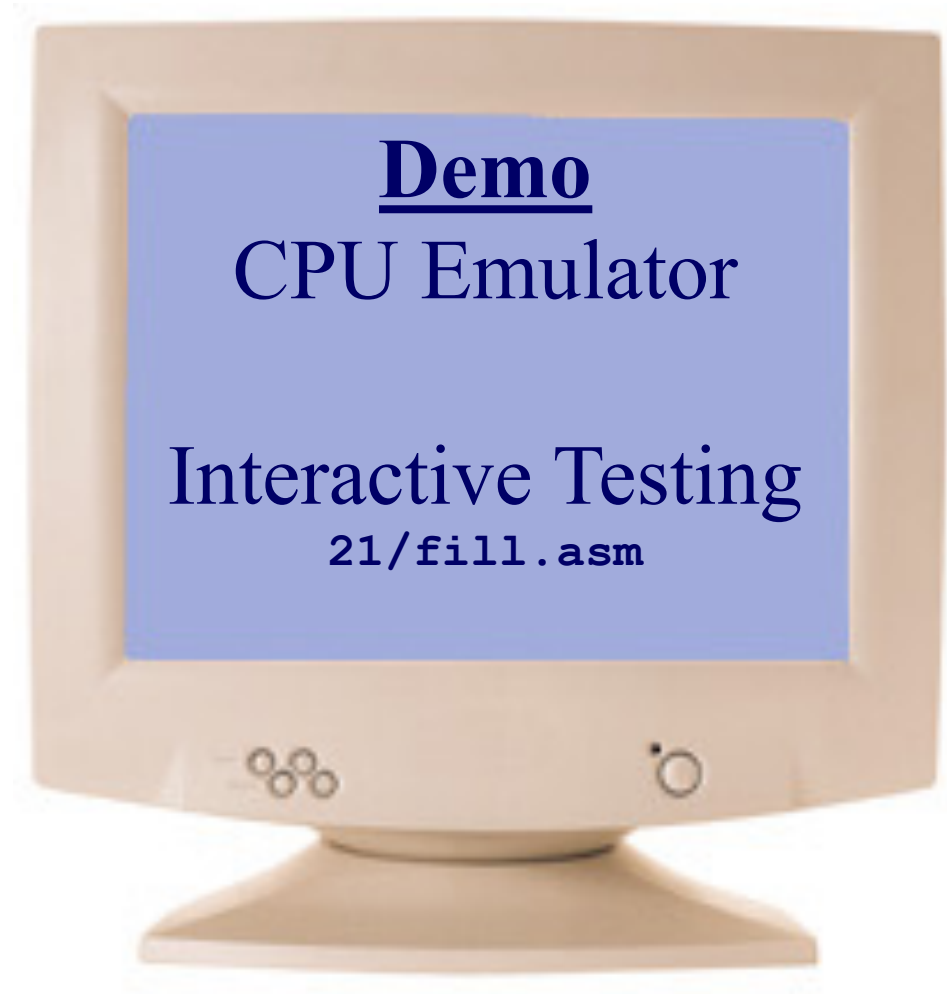 Demo
CPU Emulator
Interactive Testing
21/fill.asm